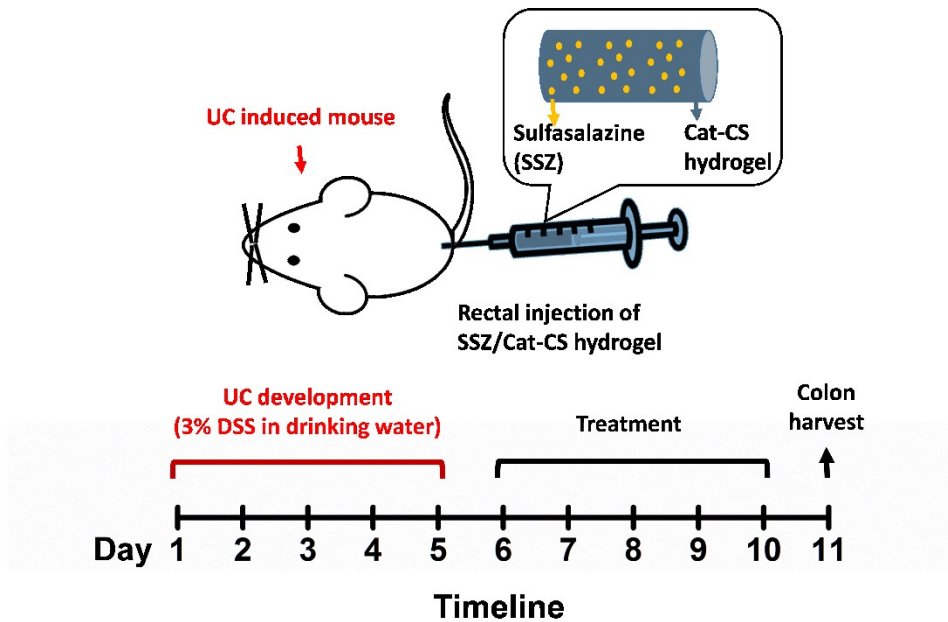 UC induced mouse
Sulfasalazine
(SSZ)
Cat-CS
hydrogel
Rectal injection of
SSZ/Cat-CS hydrogel
UC development
(3% DSS in drinking water)
Treatment
Colon
harvest
Day 1 2 3 4 5 6 7 8 9 10 11
Timeline